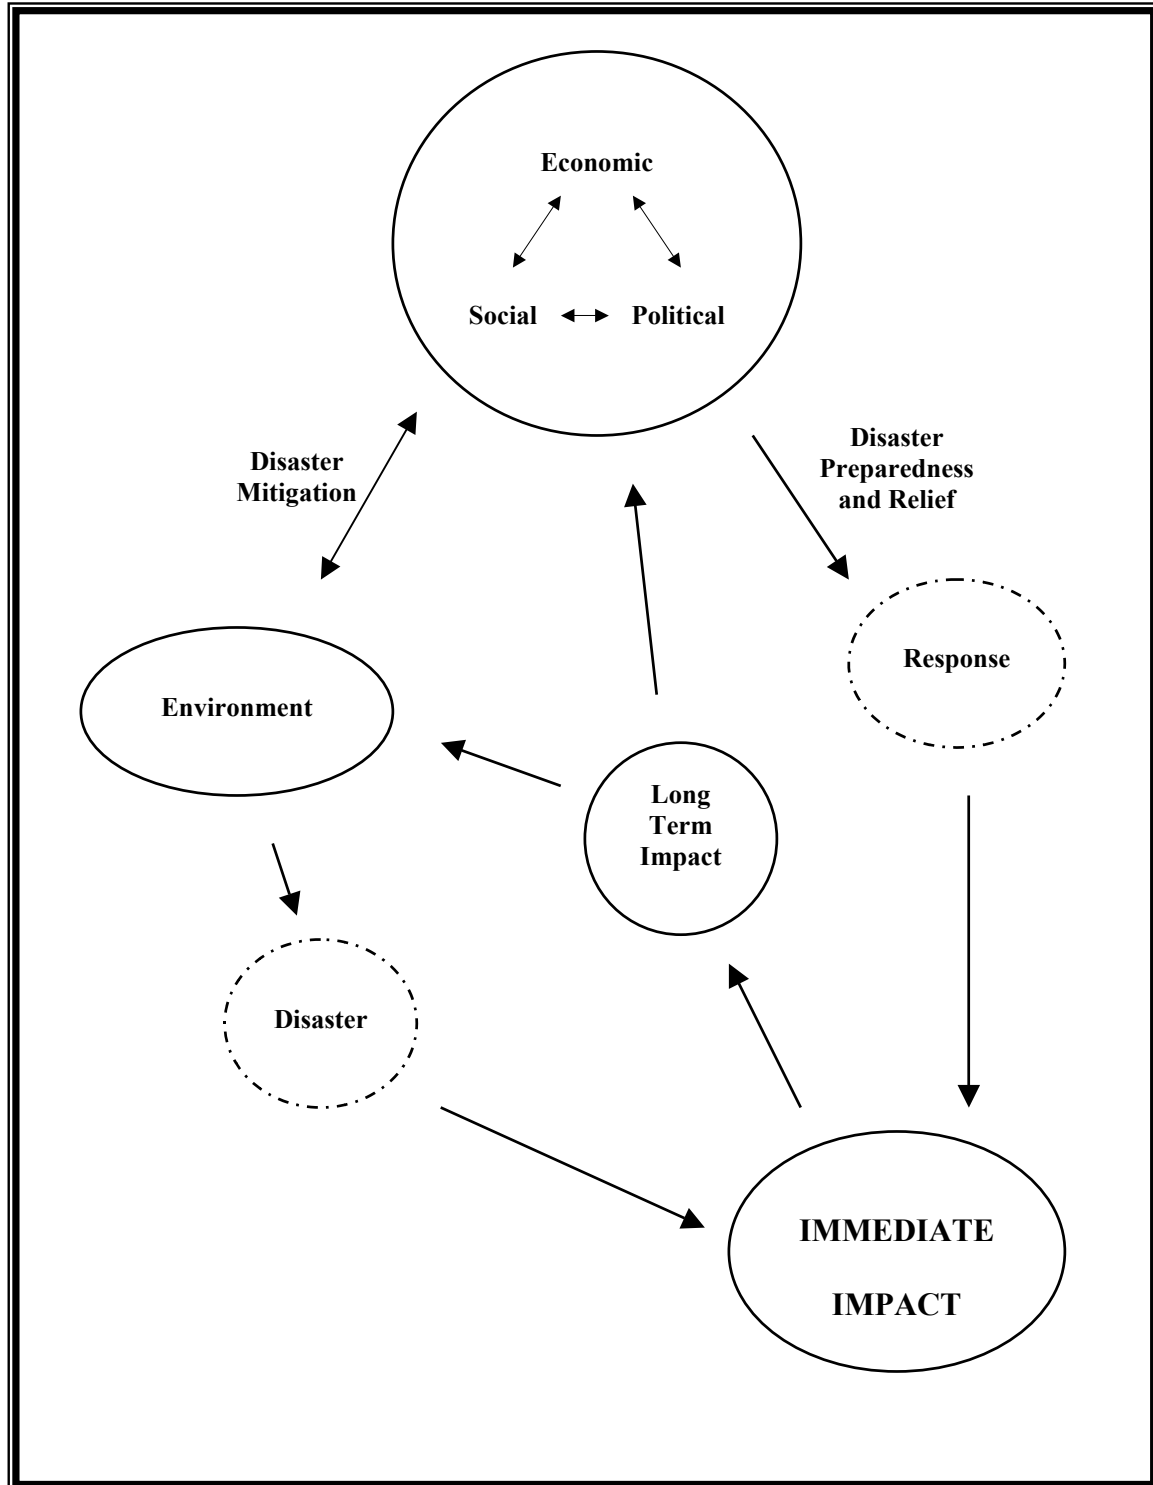 Economic
Social
Political
Disaster
Mitigation
Disaster
Preparedness
and Relief
Response
Environment
Long
Term
Impact
Disaster
IMMEDIATE
IMPACT